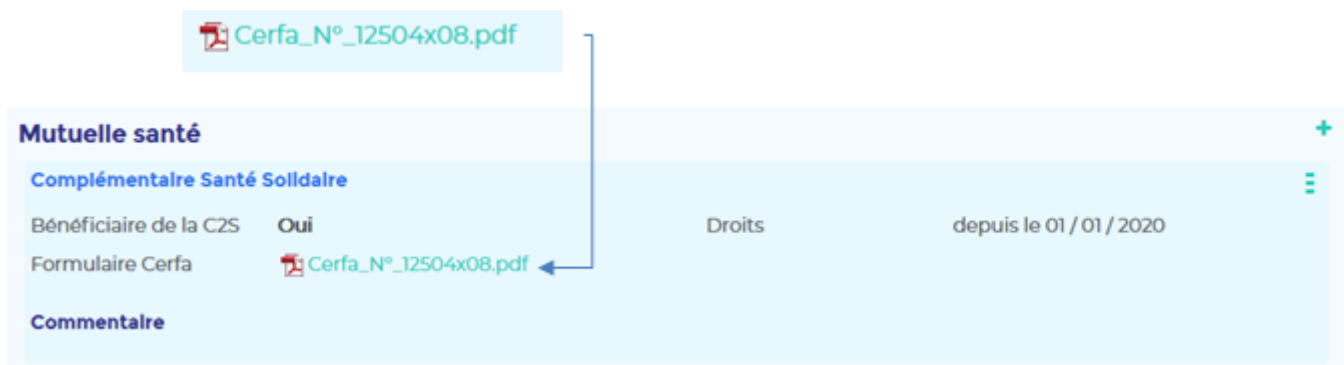 Cerfa_N°_12504x08.pdf
Mutuelle santé
+
Complémentaire Santé Solidaire
Bénéficiaire de la C2S Oui Droits depuis le 01 / 01 / 2020
Formulaire Cerfa Cerfa_N°_12504x08.pdf
Commentaire